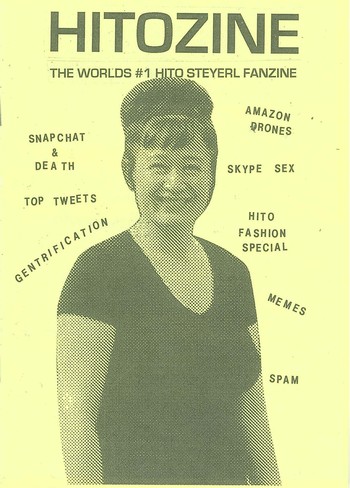 HITOZINE
THE WORLDS #1 HITO STEYERL FANZINE
SNAPCHAT
&
DEATH
TOP TWEETS
GENTRIFICATION
AMAZON
DRONES
SKYPE SEX
HITO
FASHION
SPECIAL
MEMES
SPAM